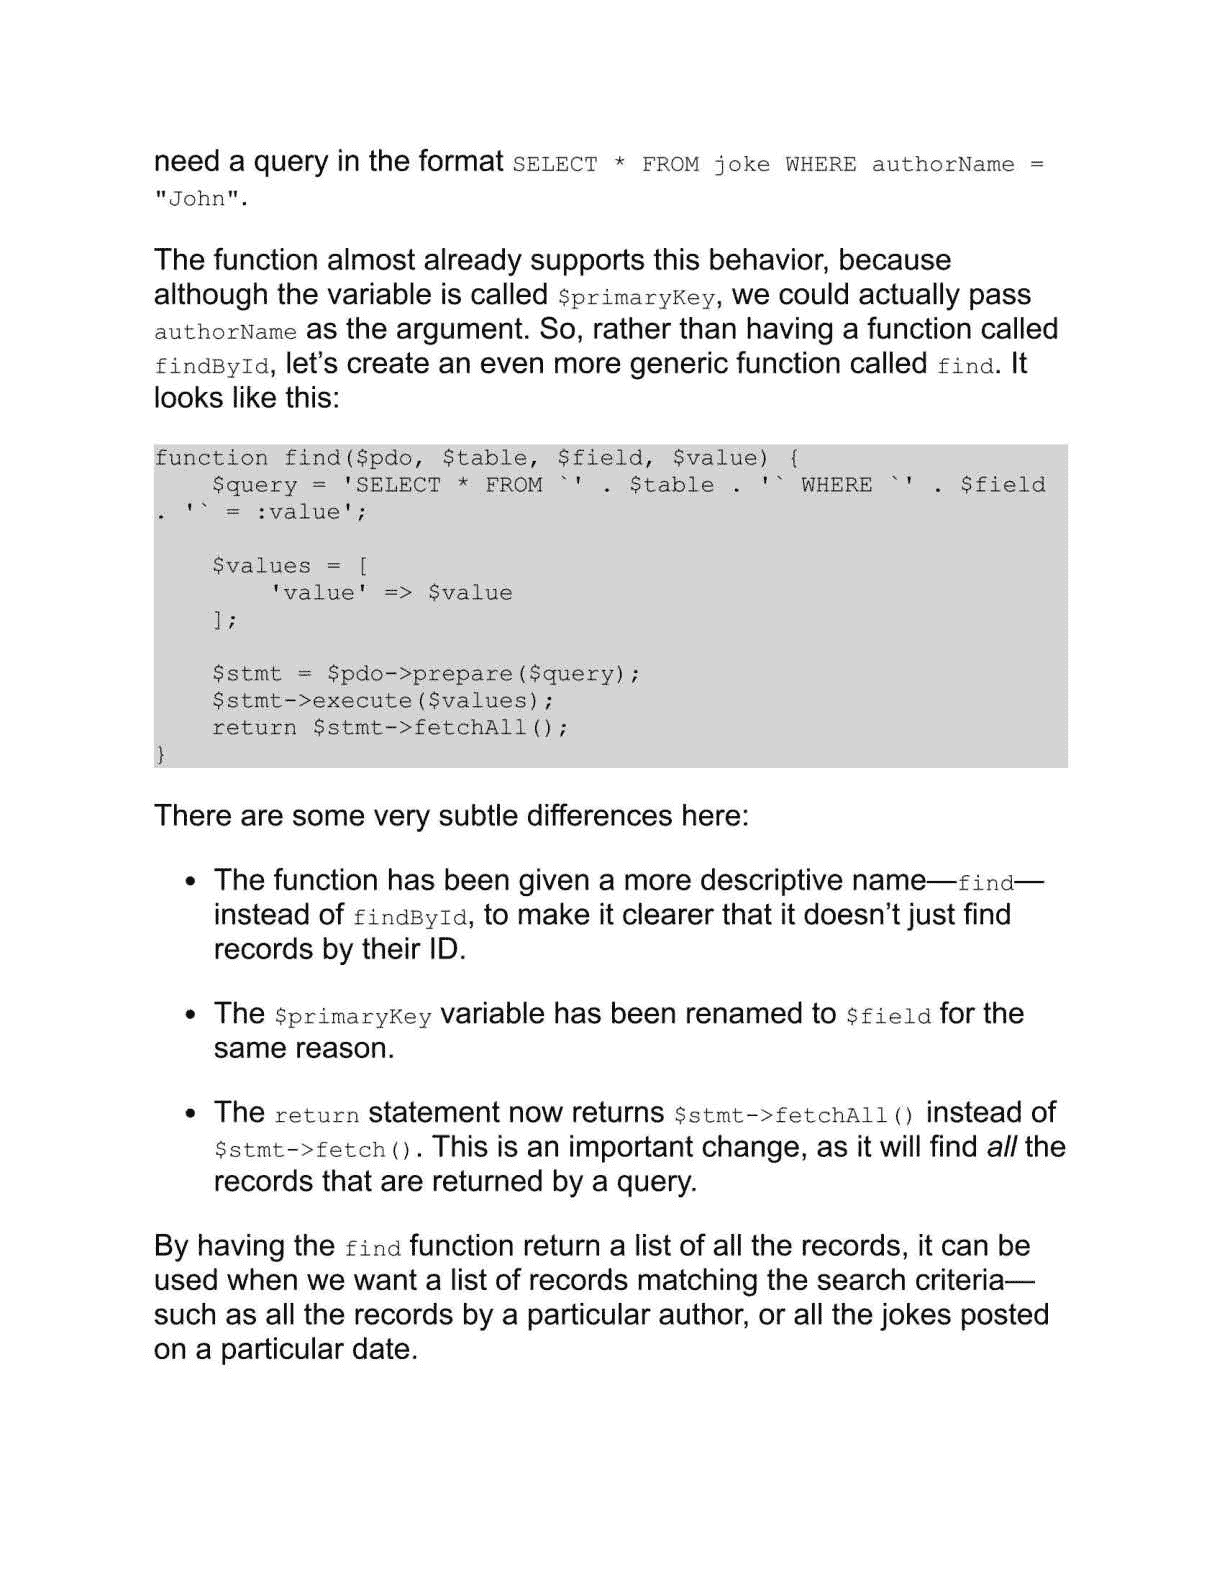 need a query in the format SELECT * FROM joke WHERE authorName =
"John".
The function almost already supports this behavior, because
although the variable is called $primaryKey, we could actually pass
authorName as the argument. So, rather than having a function called
findById, let’s create an even more generic function called find. It
looks like this:
function find($pdo, $table, $field, $value) {
    $query = 'SELECT * FROM `' . $table . '` WHERE `' . $field
. '` = :value';
    $values = [
        'value' => $value
    ];
    $stmt = $pdo->prepare($query);
    $stmt->execute($values);
    return $stmt->fetchAll();
}
There are some very subtle differences here:
• The function has been given a more descriptive name—find—
instead of findById, to make it clearer that it doesn’t just find
records by their ID.
• The $primaryKey variable has been renamed to $field for the
same reason.
• The return statement now returns $stmt->fetchAll() instead of
$stmt->fetch(). This is an important change, as it will find all the
records that are returned by a query.
By having the find function return a list of all the records, it can be
used when we want a list of records matching the search criteria—
such as all the records by a particular author, or all the jokes posted
on a particular date.